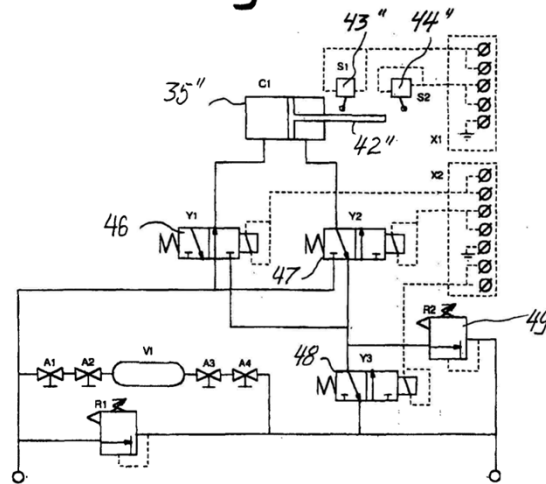 43" 44"
S1
35" C1 S2
42" X1
X2
46 Y1 Y2
47
R2 49
A1 A2 V1 A3 A4 48 Y3
R1